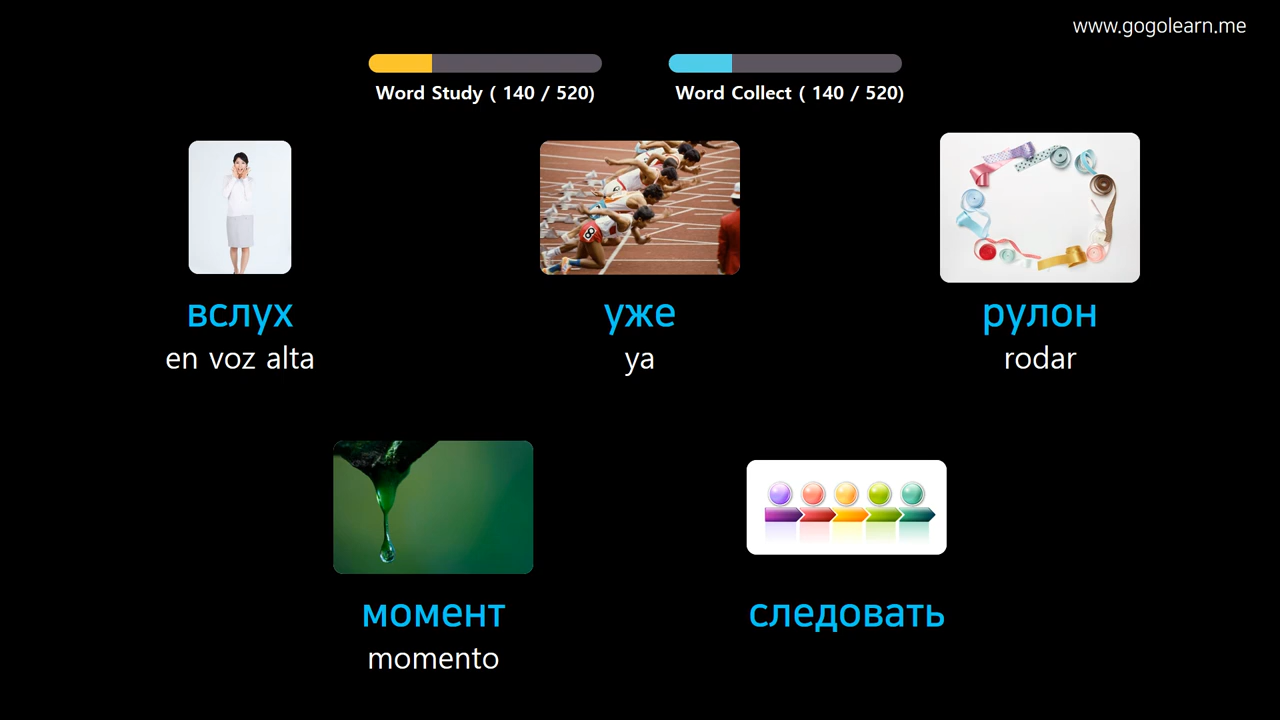 www.gogolearn.me
Word Study ( 140 / 520)
Word Collect ( 140 / 520)
вслух
en voz alta
уже
ya
рулон
rodar
момент
momento
следовать